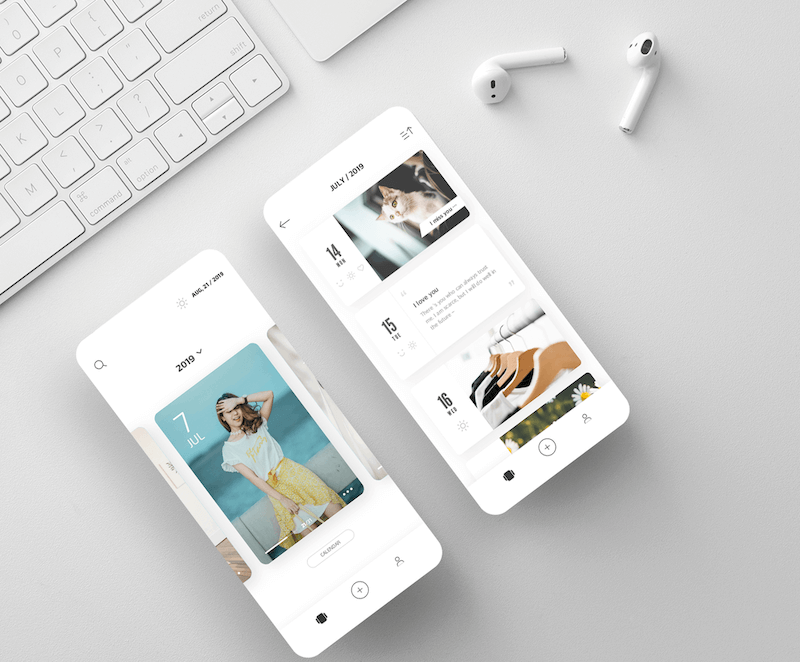 return
shift
O
P
{
[
}
]
O
K
L
:
;
"
'
M
<
,
>
.
?
/
command
alt
option
JULY / 2019
14
MON
I miss you ~
15
TUE
I love you
There 's you who can always trust
me. I am scarce, but I will do well in
the future ~
16
WED
AUG, 21 / 2019
2019
7
JUL
CALENDAR